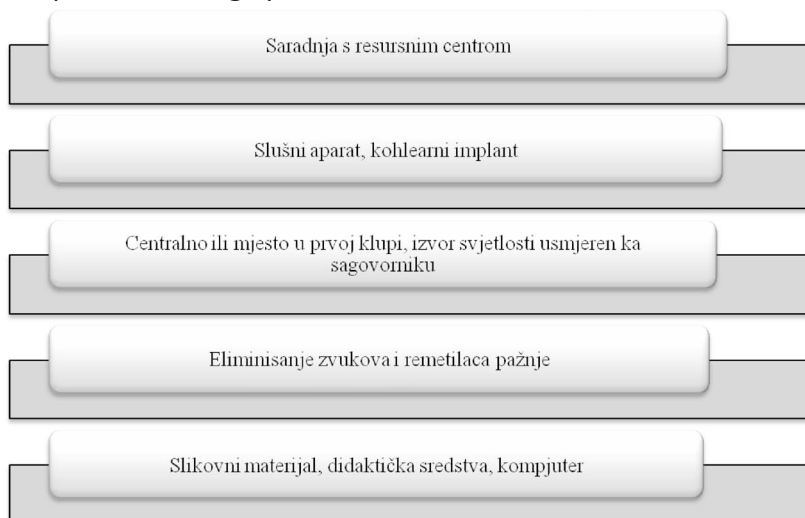 Saradnja s resursnim centrom
Slušni aparat, kohlearni implant
Centralno ili mjesto u prvoj klupi, izvor svjetlosti usmjeren ka
sagovorniku
Eliminisanje zvukova i remetilaca pažnje
Slikovni materijal, didaktička sredstva, kompjuter